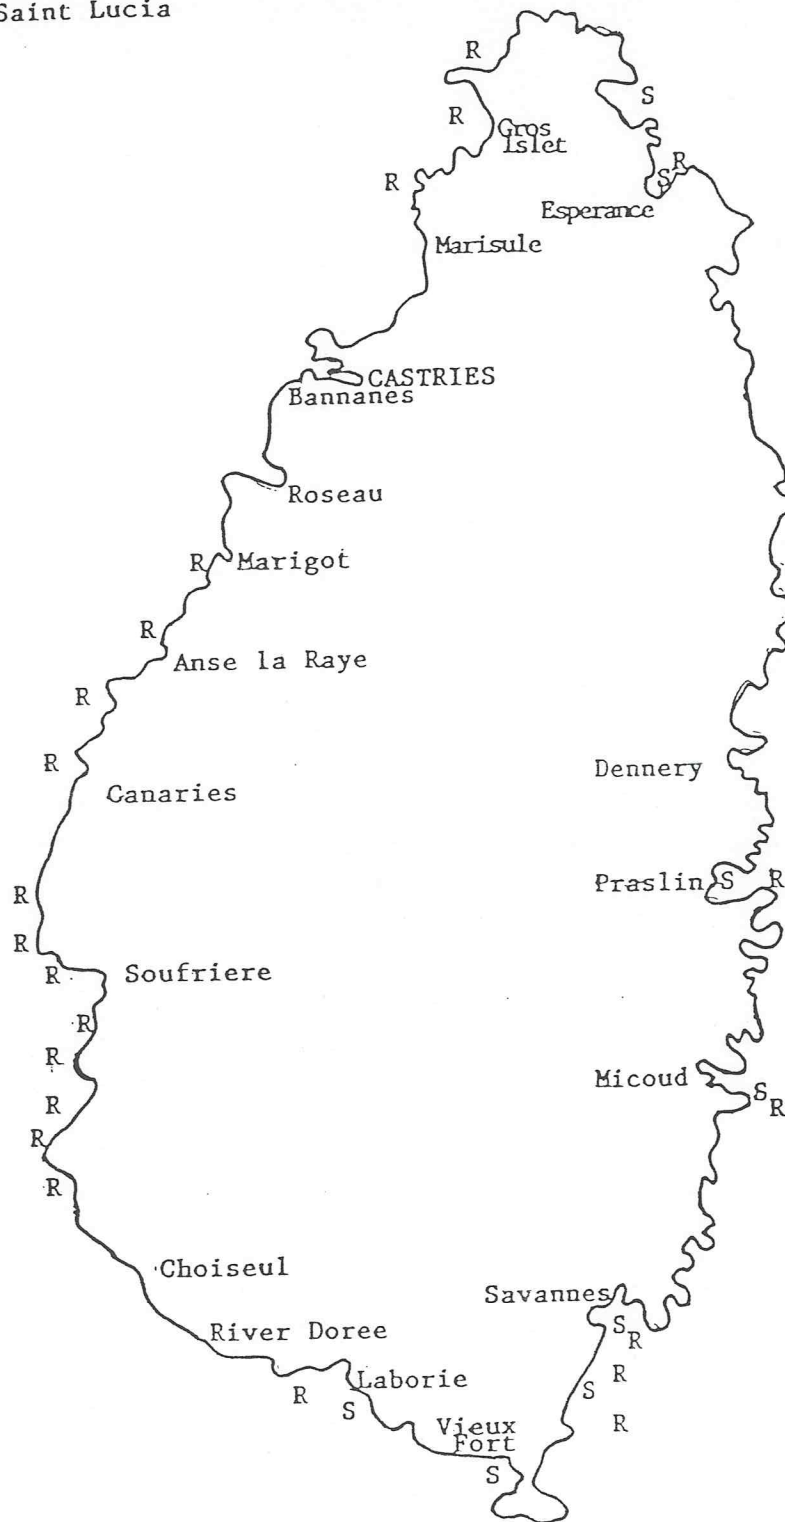 Saint Lucia
R
S
R
Gros
Islet
R
S R
Esperance
Marisule
CASTRIES
Bannanes
Roseau
R Marigot
R
Anse la Raye
R
R
Dennery
Canaries
R
Praslin S R
R
R Soufriere
R
R
Micoud
S R
R
R
R
Choiseul
Savannes
S R
River Doree
R
Laborie
S
R
S
R
Vieux
Fort
S